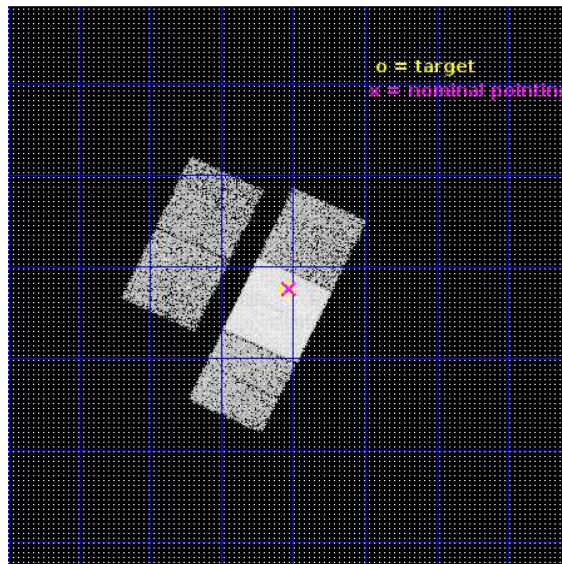 o = target
x = nominal pointing